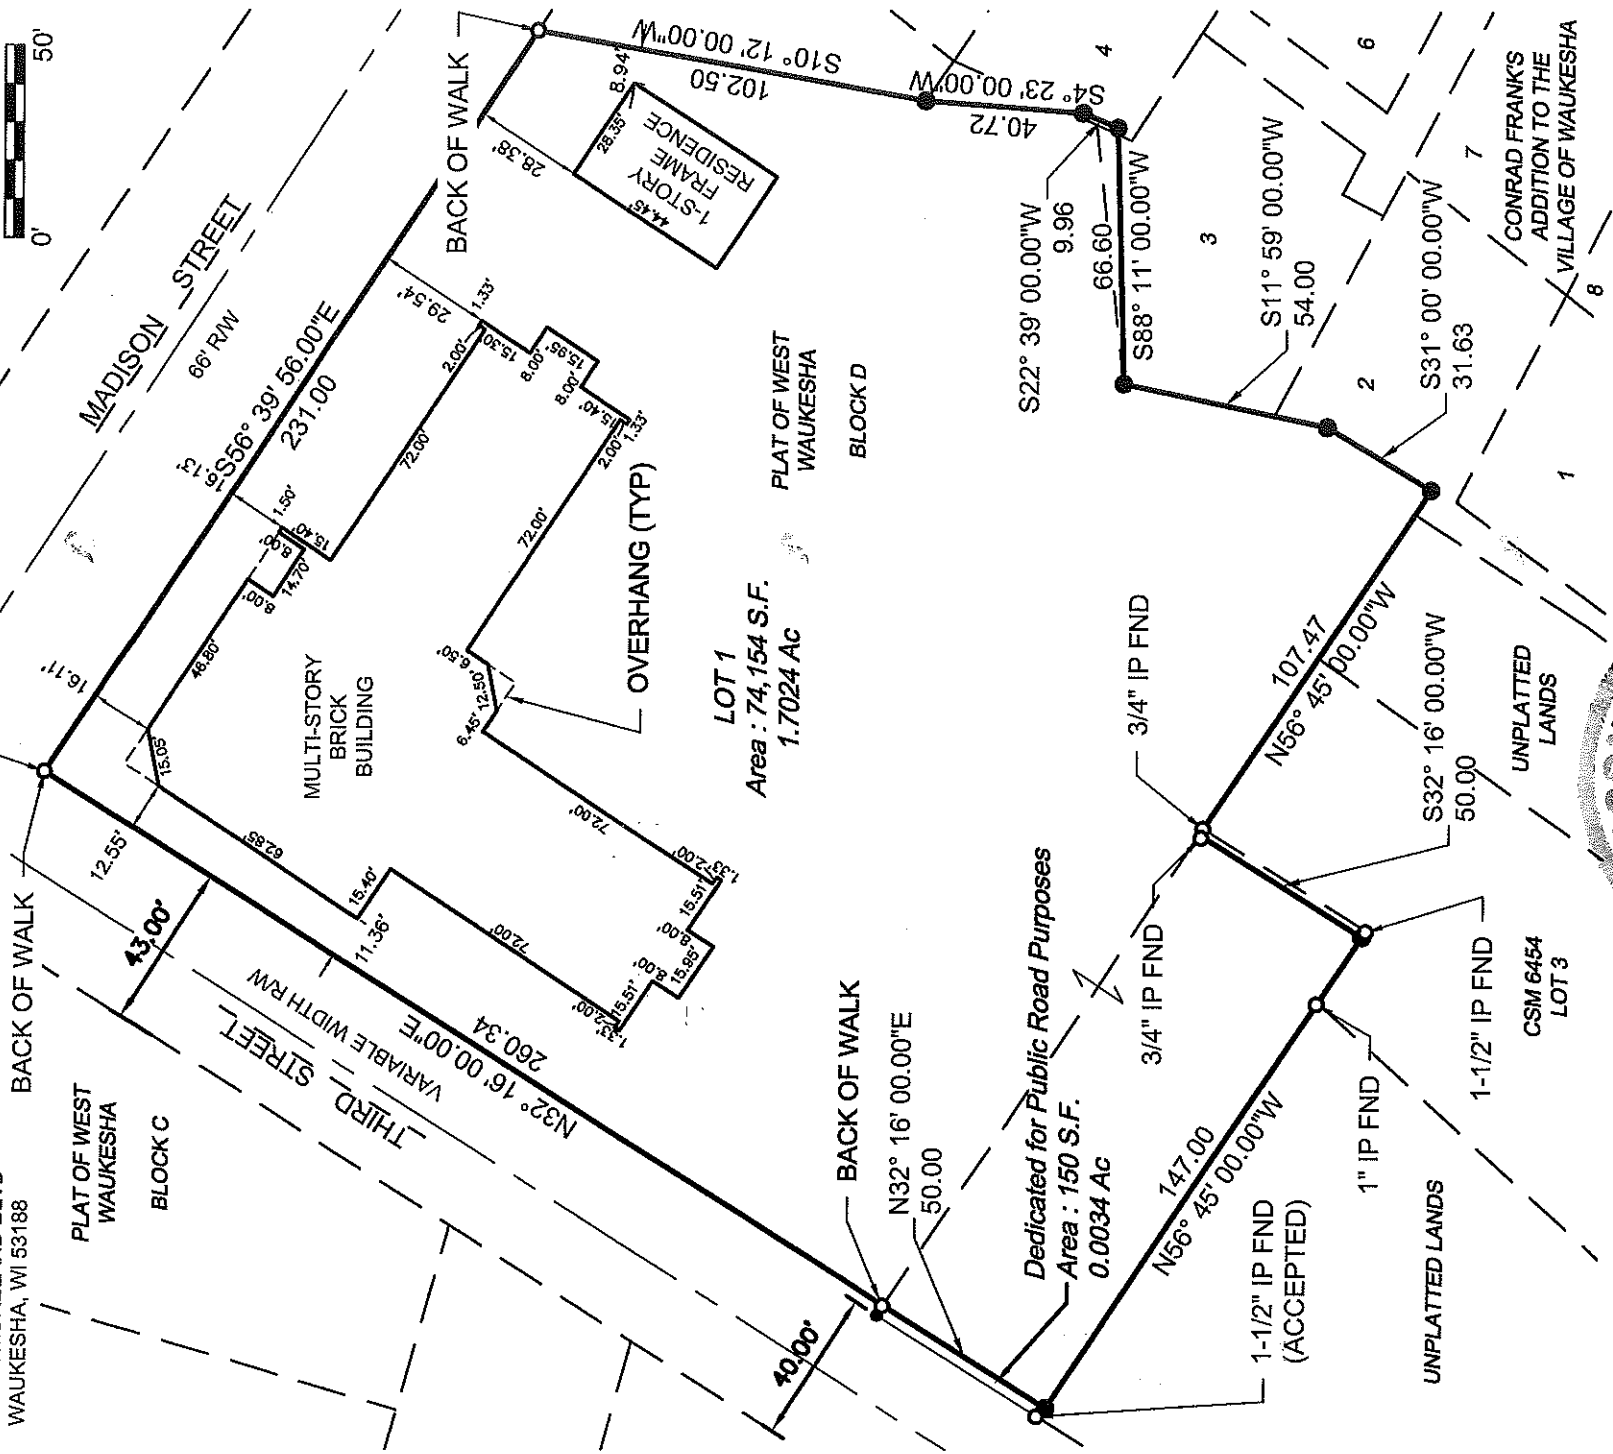 0' 50'
WAUKESHA, WI 53188
BACK OF WALK
BACK OF WALK
MADISON STREET
66' R/W
S56° 39' 56.00"E
231.00
16.11'
16.13'
29.54'
28.38'
8.94'
28.35'
44.45'
1-STORY
FRAME
RESIDENCE
S10° 12' 00.00"W
102.50
S4° 23' 00.00"W
40.72
S22° 39' 00.00"W
9.96
66.60
S88° 11' 00.00"W
S11° 59' 00.00"W
54.00
S31° 00' 00.00"W
31.63
4
6
3
7
2
8
1
CONRAD FRANK'S
ADDITION TO THE
VILLAGE OF WAUKESHA
PLAT OF WEST
WAUKESHA
BLOCK D
PLAT OF WEST
WAUKESHA
BLOCK C
MULTI-STORY
BRICK
BUILDING
15.05'
46.80'
8.00'
14.70'
8.00'
1.50'
15.40'
72.00'
2.00'
1.33'
15.30'
8.00'
15.95'
8.00'
15.40'
1.33'
2.00'
72.00'
6.50'
12.50'
6.45'
72.00'
2.00'
1.33'
15.51'
8.00'
15.95'
8.00'
15.51'
1.33'
2.00'
72.00'
15.40'
11.36'
62.85'
12.55'
OVERHANG (TYP)
LOT 1
Area : 74,154 S.F.
1.7024 Ac
43.00'
THIRD STREET
VARIABLE WIDTH R/W
N32° 16' 00.00"E
260.34
BACK OF WALK
N32° 16' 00.00"E
50.00
40.00'
Dedicated for Public Road Purposes
Area : 150 S.F.
0.0034 Ac
3/4" IP FND
3/4" IP FND
107.47
N56° 45' 00.00"W
S32° 16' 00.00"W
50.00
UNPLATTED
LANDS
1-1/2" IP FND
CSM 6454
LOT 3
1" IP FND
147.00
N56° 45' 00.00"W
1-1/2" IP FND
(ACCEPTED)
UNPLATTED LANDS